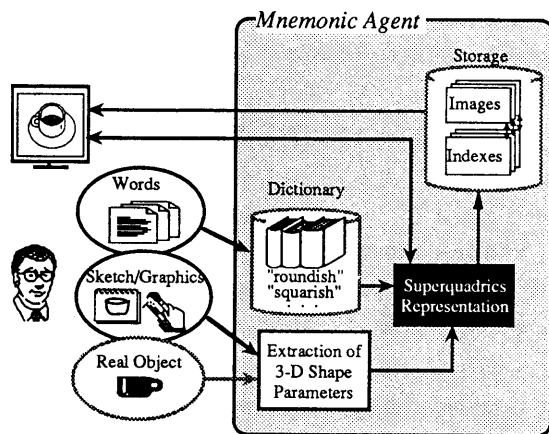 Mnemonic Agent
Storage
Images
Indexes
Words
Dictionary
"roundish"
"squarish"
. . .
Sketch/Graphics
Superquadrics
Representation
Real Object
Extraction of
3-D Shape
Parameters